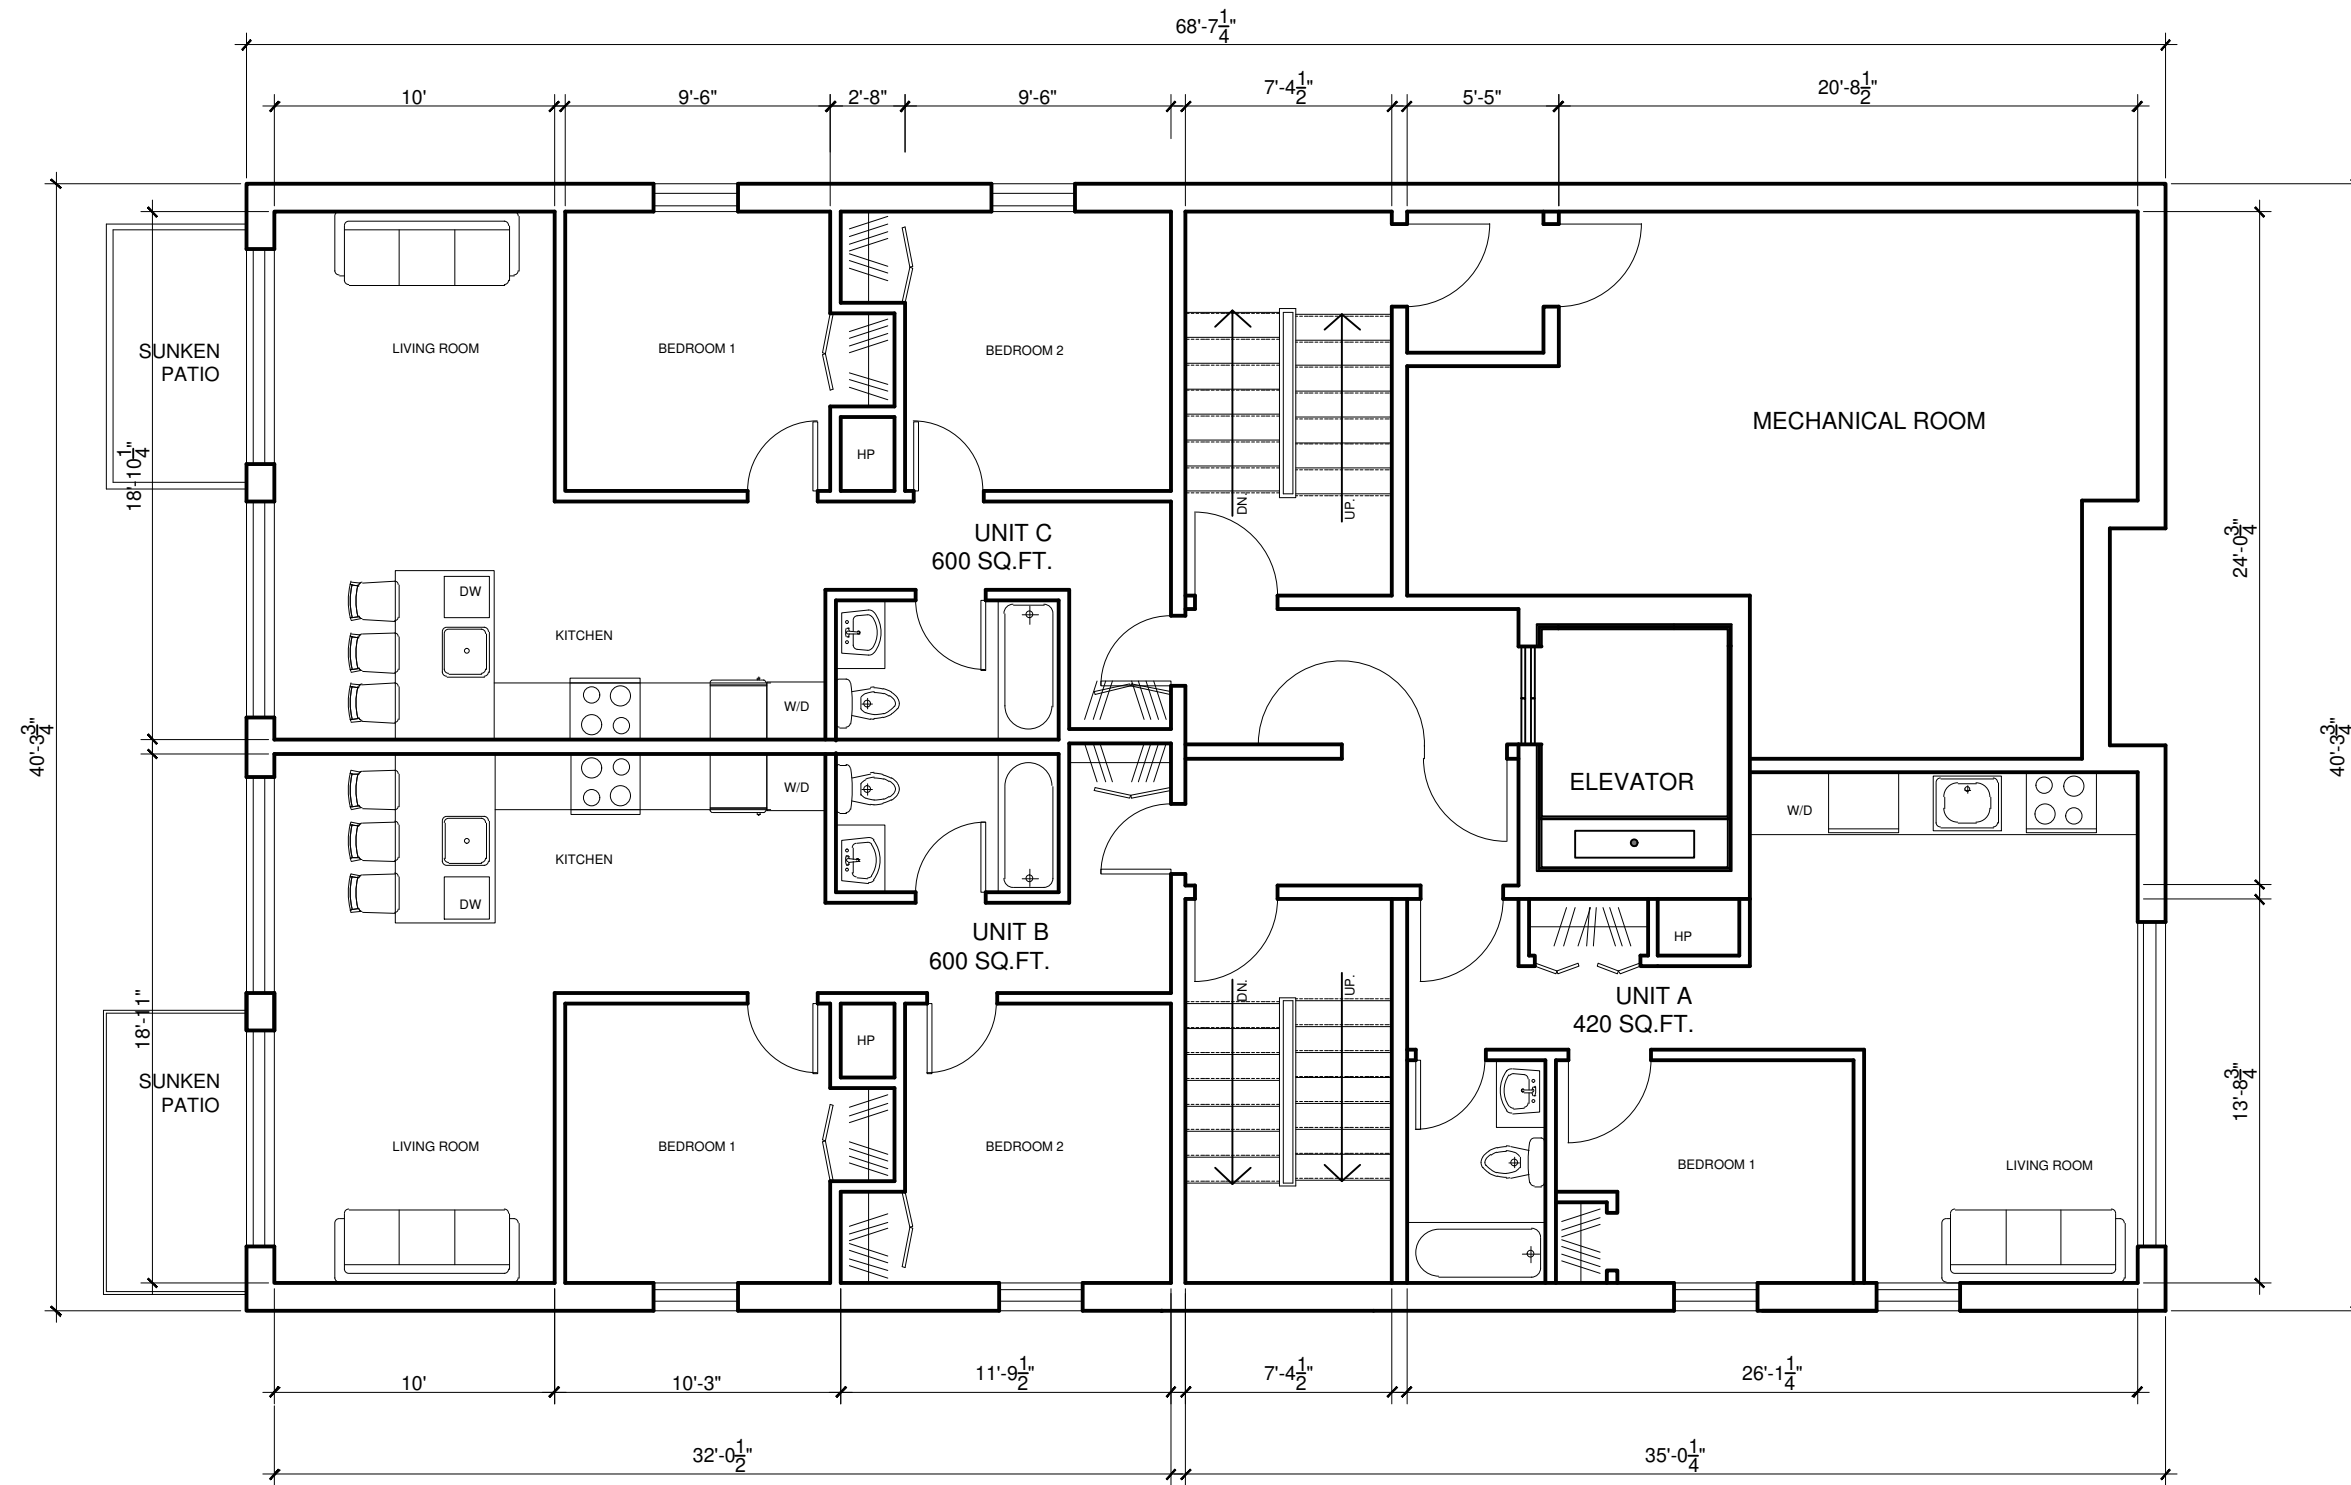 68'-7 1/4"
10'
9'-6"
2'-8"
9'-6"
7'-4 1/2"
5'-5"
20'-8 1/2"
SUNKEN
PATIO
LIVING ROOM
BEDROOM 1
BEDROOM 2
MECHANICAL ROOM
18'-10 1/4"
HP
DN.
UP.
UNIT C
600 SQ.FT.
24'-0 3/4"
DW
KITCHEN
W/D
40'-3 3/4"
40'-3 3/4"
ELEVATOR
W/D
W/D
KITCHEN
DW
UNIT B
600 SQ.FT.
HP
DN.
UP.
UNIT A
420 SQ.FT.
18'-11"
HP
SUNKEN
PATIO
13'-8 3/4"
LIVING ROOM
BEDROOM 1
BEDROOM 2
BEDROOM 1
LIVING ROOM
10'
10'-3"
11'-9 1/2"
7'-4 1/2"
26'-1 1/4"
32'-0 1/2"
35'-0 1/4"